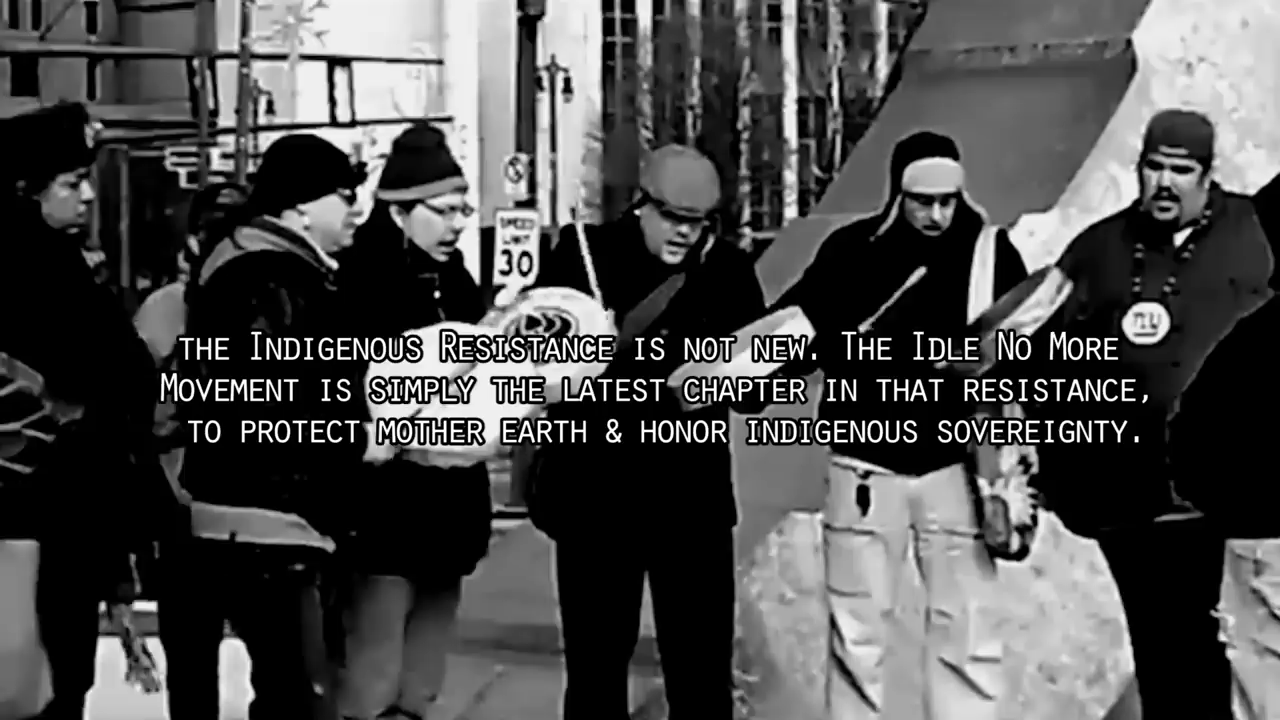 SPEED
LIMIT
30
THE INDIGENOUS RESISTANCE IS NOT NEW. THE IDLE NO MORE
MOVEMENT IS SIMPLY THE LATEST CHAPTER IN THAT RESISTANCE,
TO PROTECT MOTHER EARTH & HONOR INDIGENOUS SOVEREIGNTY.